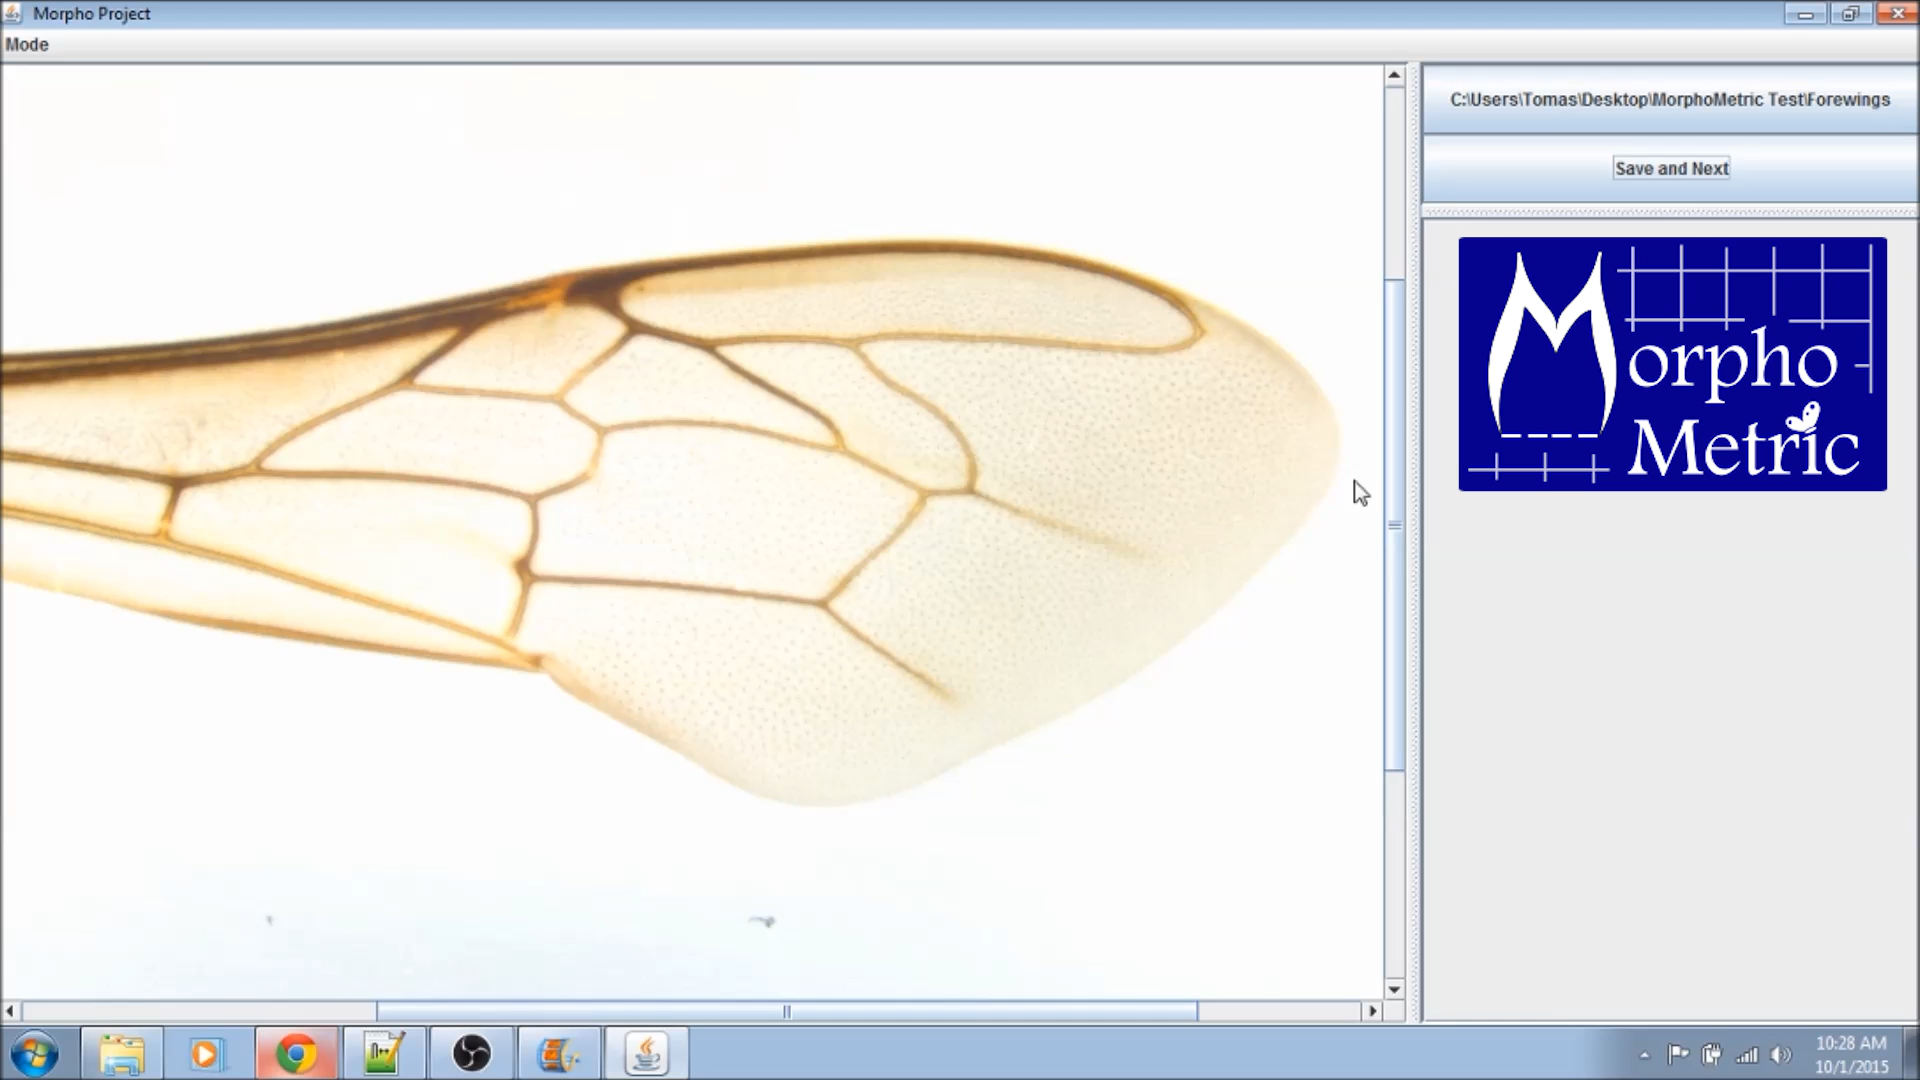 Morpho Project
Mode
C:\Users\Tomas\Desktop\MorphoMetric Test\Forewings
Save and Next
Morpho
Metric
10:28 AM
10/1/2015